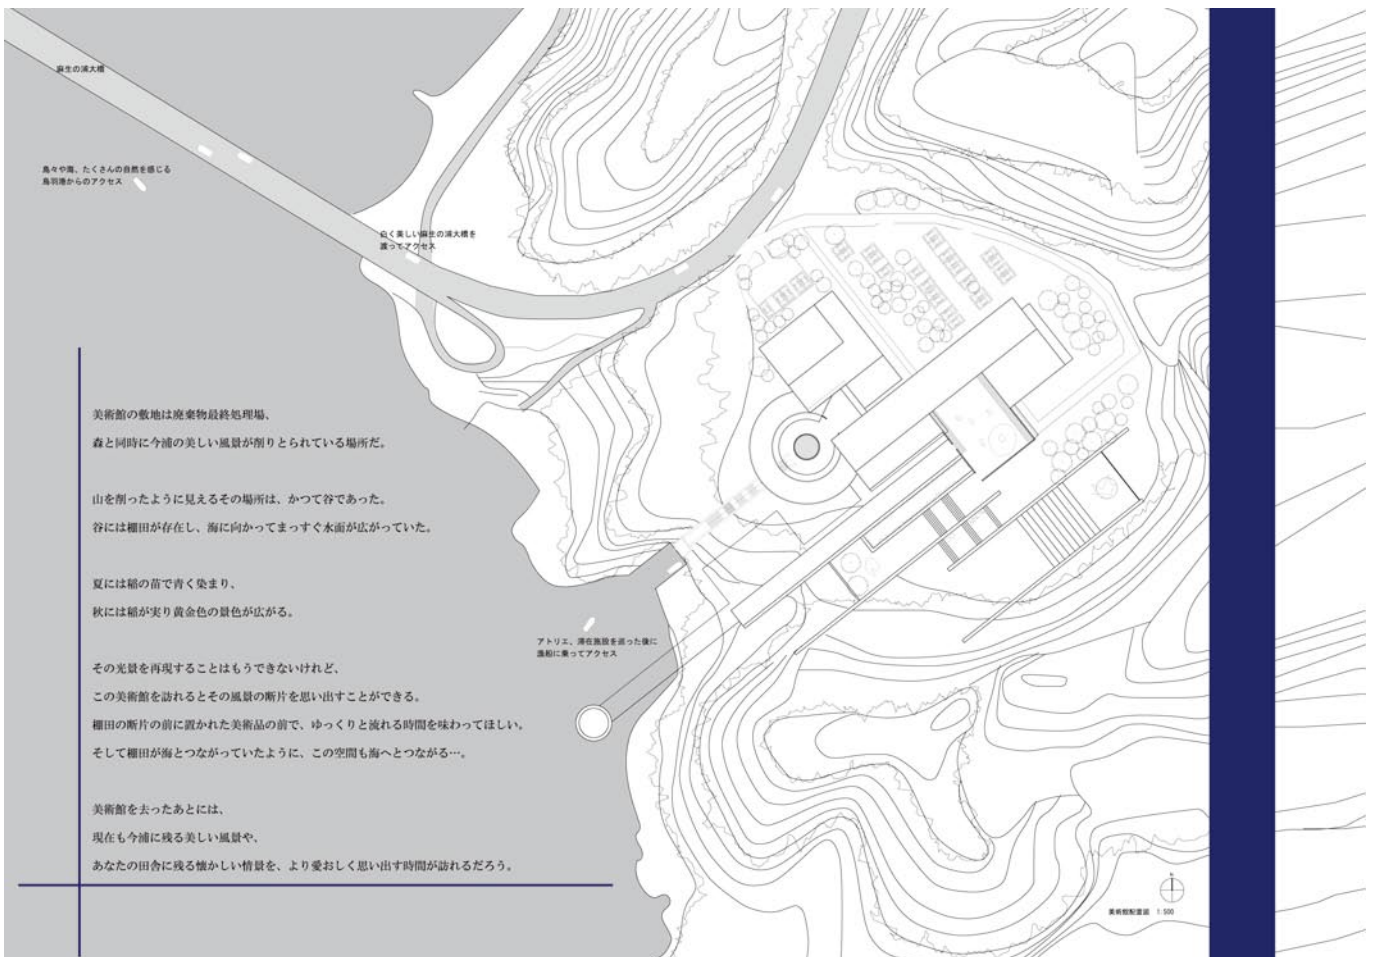 麻生の浦大橋
島々や海、たくさんの自然を感じる
鳥羽港からのアクセス
白く美しい麻生の浦大橋を
渡ってアクセス
美術館の敷地は廃棄物最終処理場、
森と同時に今浦の美しい風景が削りとられている場所だ。
山を削ったように見えるその場所は、かつて谷であった。
谷には棚田が存在し、海に向かってまっすぐ水面が広がっていた。
夏には稲の苗で青く染まり、
秋には稲が実り黄金色の景色が広がる。
アトリエ、滞在施設を巡った後に
漁船に乗ってアクセス
その光景を再現することはもうできないけれど、
この美術館を訪れるとその風景の断片を思い出すことができる。
棚田の断片の前に置かれた美術品の前で、ゆっくりと流れる時間を味わってほしい。
そして棚田が海とつながっていたように、この空間も海へとつながる…。
美術館を去ったあとには、
現在も今浦に残る美しい風景や、
あなたの田舎に残る懐かしい情景を、より愛おしく思い出す時間が訪れるだろう。
N
美術館配置図 1:500